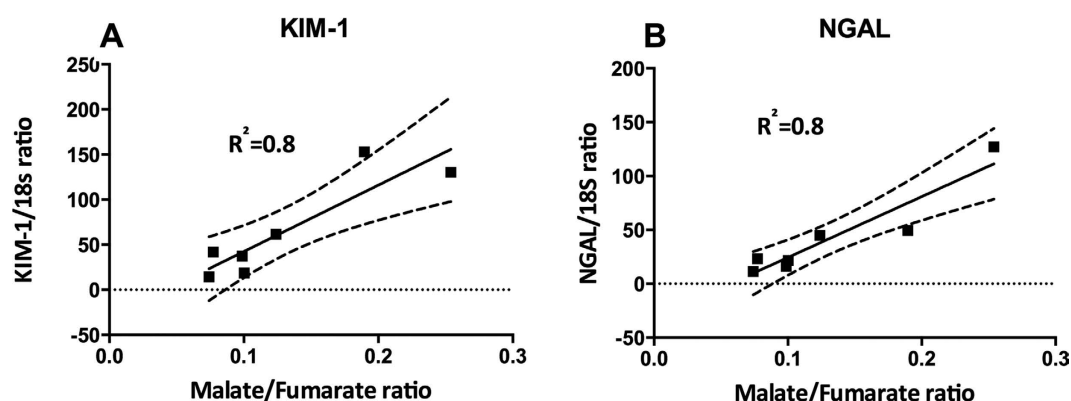 A
KIM-1
250
200
150
100
50
0
-50
R²=0.8
KIM-1/18s ratio
0.0 0.1 0.2 0.3
Malate/Fumarate ratio
B
NGAL
200
150
100
50
0
-50
R²=0.8
NGAL/18S ratio
0.0 0.1 0.2 0.3
Malate/Fumarate ratio